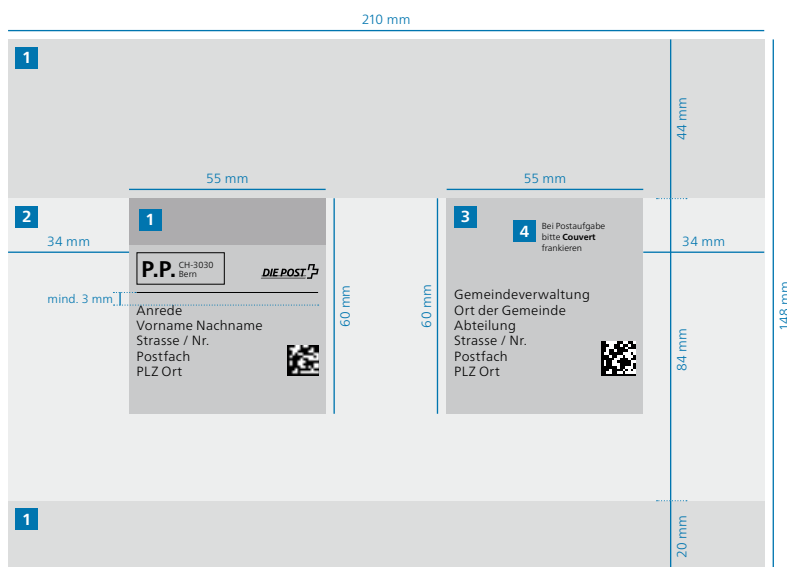 210 mm
1
44 mm
55 mm
55 mm
2
1
3
4
Bei Postaufgabe
bitte Couvert
frankieren
34 mm
34 mm
P.P. CH-3030
Bern
DIE POST
mind. 3 mm
60 mm
60 mm
148 mm
Anrede
Vorname Nachname
Strasse / Nr.
Postfach
PLZ Ort
Gemeindeverwaltung
Ort der Gemeinde
Abteilung
Strasse / Nr.
Postfach
PLZ Ort
84 mm
1
20 mm